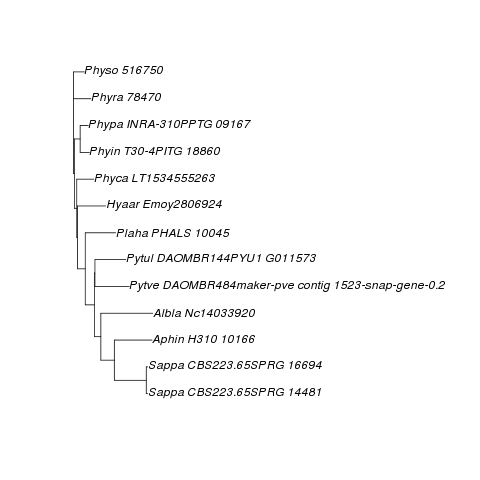 Physo 516750
Phyra 78470
Phypa INRA-310PPTG 09167
Phyin T30-4PITG 18860
Phyca LT1534555263
Hyaar Emoy2806924
Plaha PHALS 10045
Pytul DAOMBR144PYU1 G011573
Pytve DAOMBR484maker-pve contig 1523-snap-gene-0.2
Albla Nc14033920
Aphin H310 10166
Sappa CBS223.65SPRG 16694
Sappa CBS223.65SPRG 14481